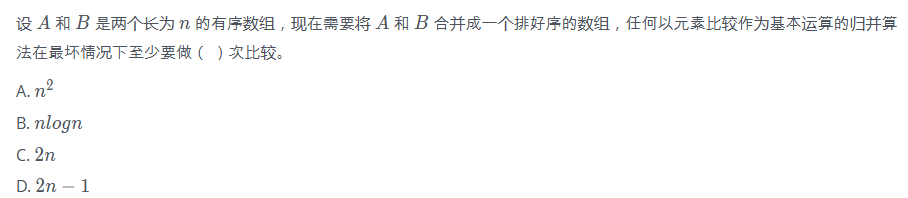 设 A 和 B 是两个长为 n 的有序数组，现在需要将 A 和 B 合并成一个排好序的数组，任何以元素比较作为基本运算的归并算
法在最坏情况下至少要做（ ）次比较。
A. n²
B. nlogn
C. 2n
D. 2n − 1